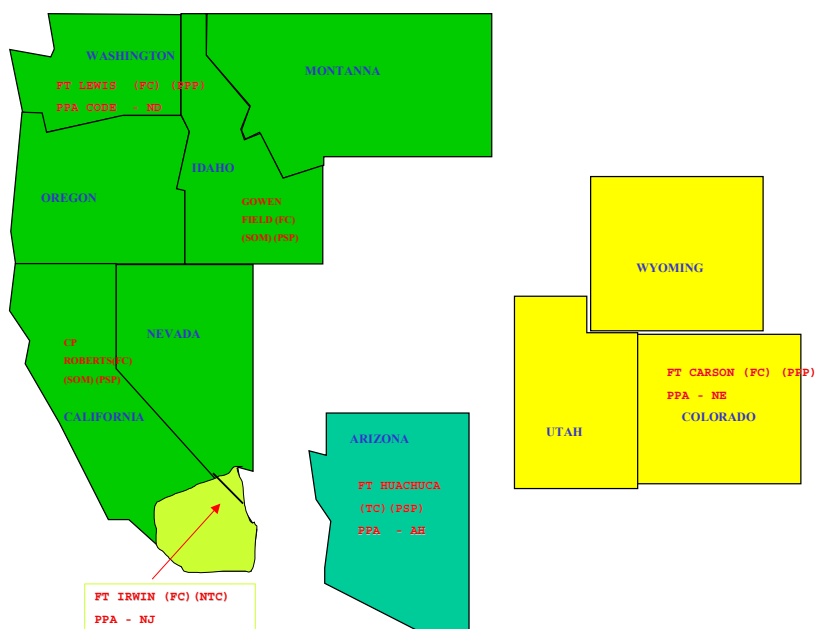 WASHINGTON
FT LEWIS (FC) (PPP)
PPA CODE - ND
MONTANNA
IDAHO
OREGON
GOWEN
FIELD (FC)
(SOM) (PSP)
WYOMING
NEVADA
CP
ROBERTS(FC)
(SOM) (PSP)
CALIFORNIA
FT CARSON (FC) (PPP)
PPA - NE
COLORADO
UTAH
ARIZONA
FT HUACHUCA
(TC) (PSP)
PPA - AH
FT IRWIN (FC) (NTC)
PPA - NJ